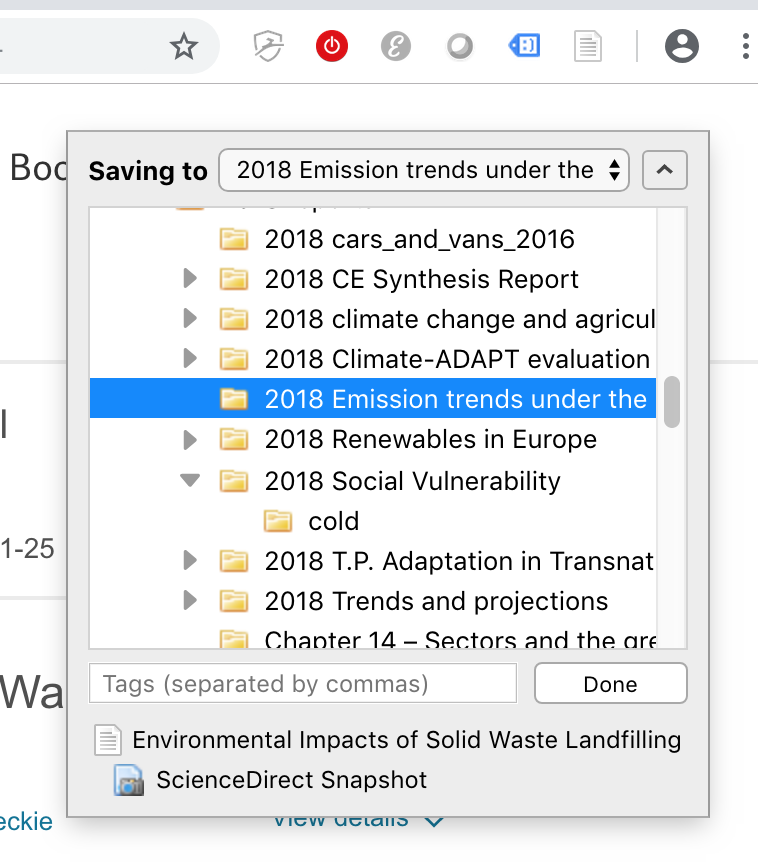 Boo
Saving to 2018 Emission trends under the
2018 cars_and_vans_2016
2018 CE Synthesis Report
2018 climate change and agricul
2018 Climate-ADAPT evaluation
2018 Emission trends under the
l
2018 Renewables in Europe
2018 Social Vulnerability
cold
1-25
2018 T.P. Adaptation in Transnat
2018 Trends and projections
Chapter 14 – Sectors and the gre
Wa
Tags (separated by commas) Done
Environmental Impacts of Solid Waste Landfilling
ScienceDirect Snapshot
eckie View details